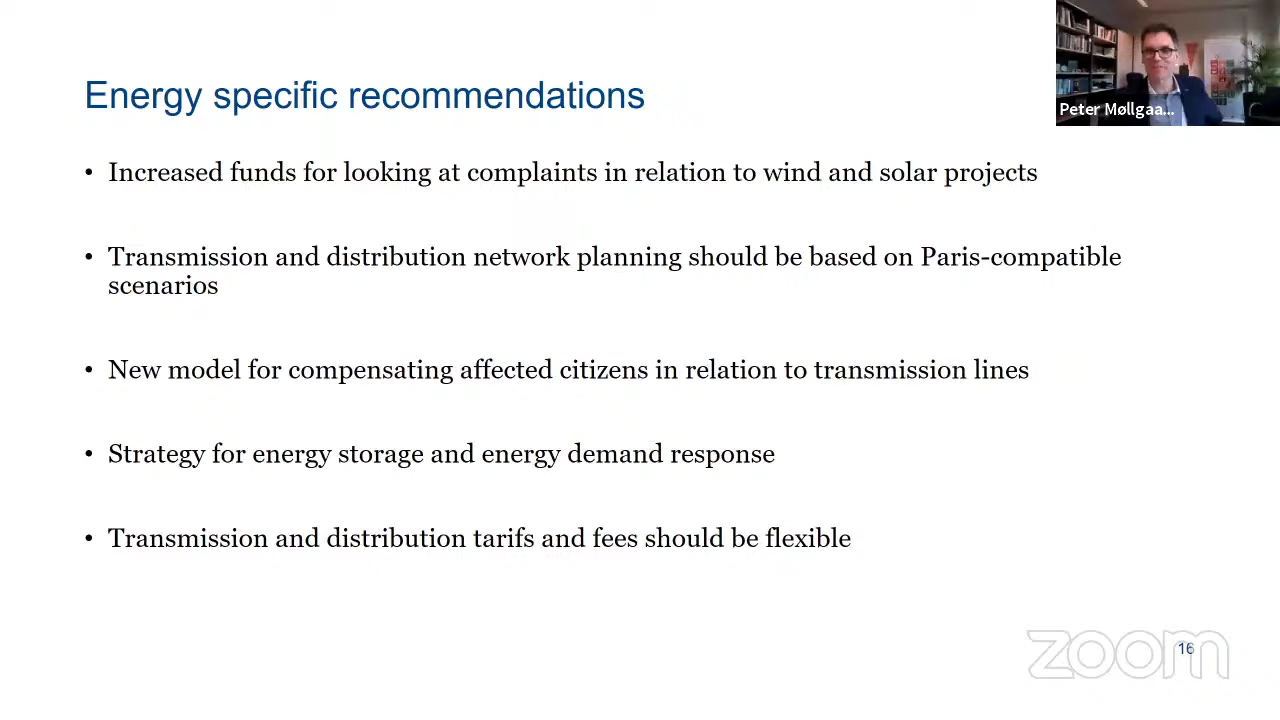 Energy specific recommendations
Peter Møllgaa...
• Increased funds for looking at complaints in relation to wind and solar projects
• Transmission and distribution network planning should be based on Paris-compatible
scenarios
• New model for compensating affected citizens in relation to transmission lines
• Strategy for energy storage and energy demand response
• Transmission and distribution tarifs and fees should be flexible
zoom
16